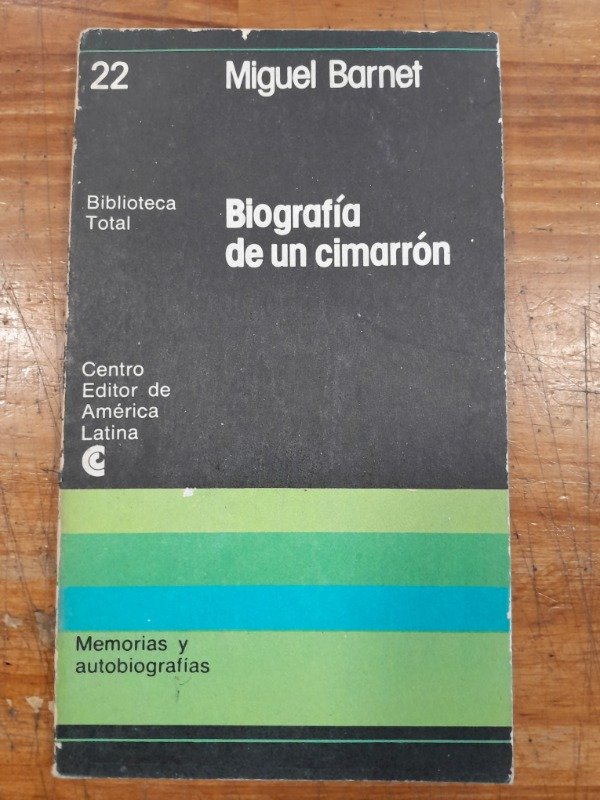 22
Miguel Barnet
Biblioteca
Total
Biografía
de un cimarrón
Centro
Editor de
América
Latina
Memorias y
autobiografías